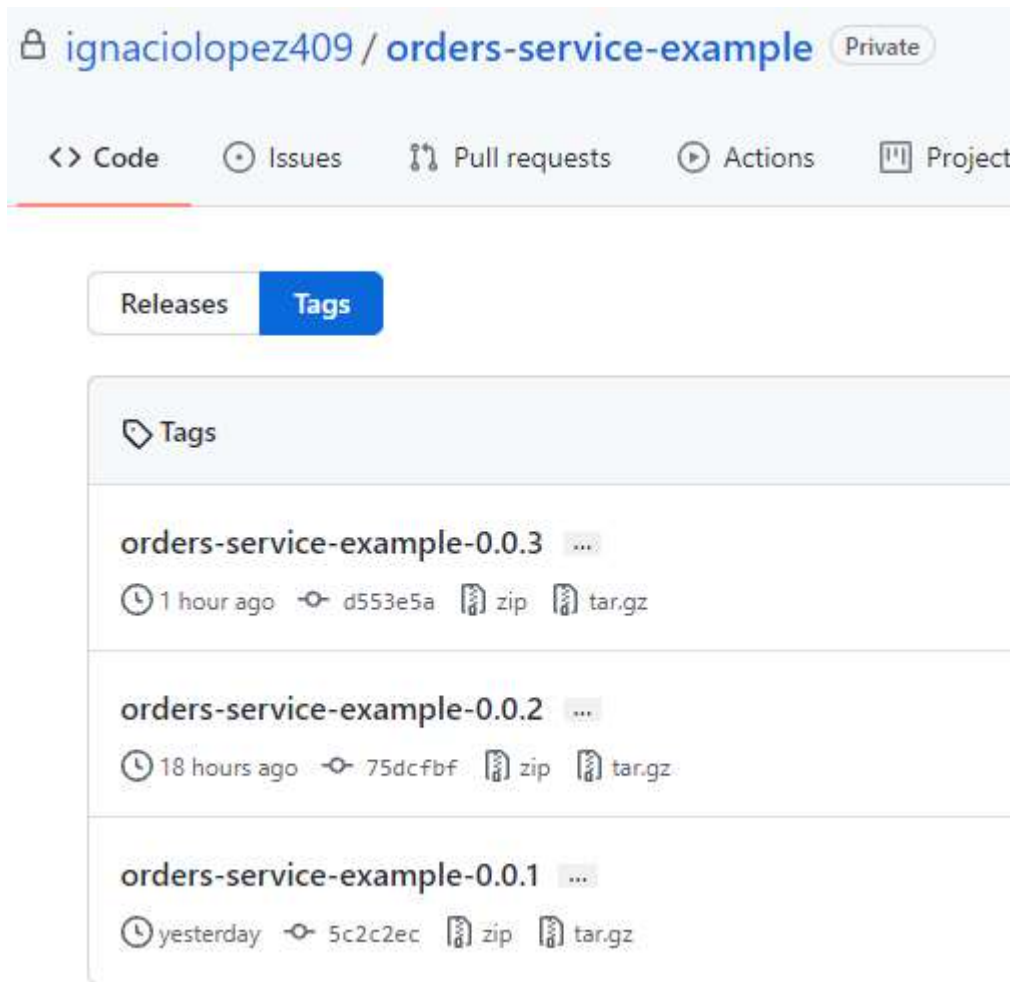 ignaciolopez409 / orders-service-example Private
<> Code Issues Pull requests Actions Project
Releases Tags
Tags
orders-service-example-0.0.3 ...
1 hour ago d553e5a zip tar.gz
orders-service-example-0.0.2 ...
18 hours ago 75dcfbf zip tar.gz
orders-service-example-0.0.1 ...
yesterday 5c2c2ec zip tar.gz